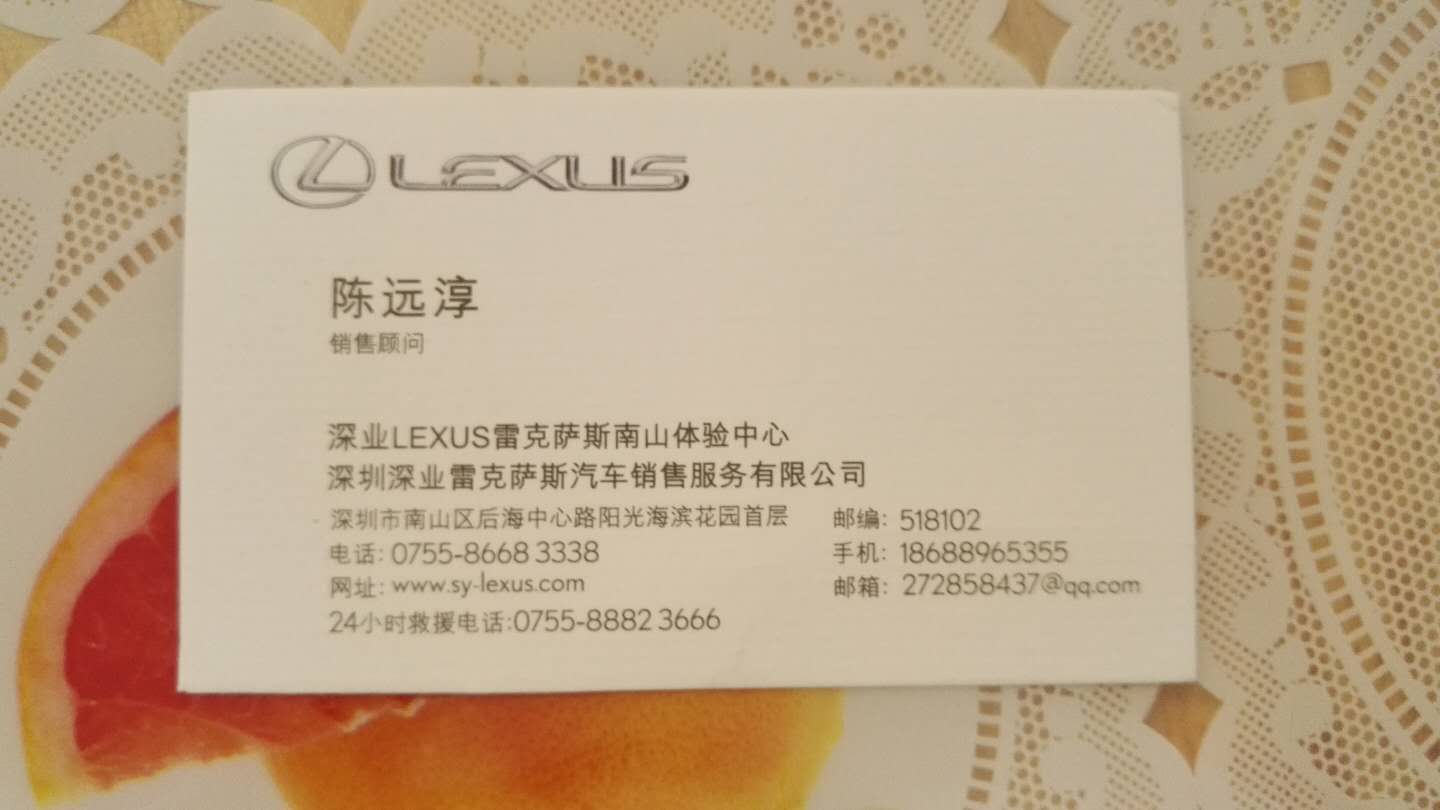 LEXUS
陈远淳
销售顾问
深业LEXUS雷克萨斯南山体验中心
深圳深业雷克萨斯汽车销售服务有限公司
深圳市南山区后海中心路阳光海滨花园首层 邮编: 518102
电话: 0755-8668 3338 手机: 18688965355
网址: www.sy-lexus.com 邮箱: 272858437@qq.com
24小时救援电话:0755-8882 3666